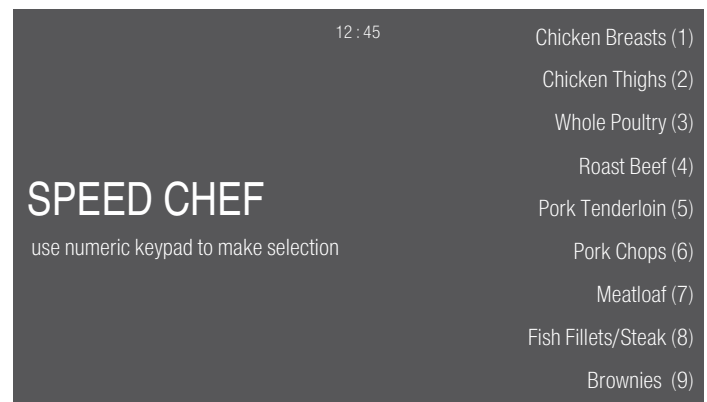 12 : 45
SPEED CHEF
use numeric keypad to make selection
Chicken Breasts (1)
Chicken Thighs (2)
Whole Poultry (3)
Roast Beef (4)
Pork Tenderloin (5)
Pork Chops (6)
Meatloaf (7)
Fish Fillets/Steak (8)
Brownies (9)